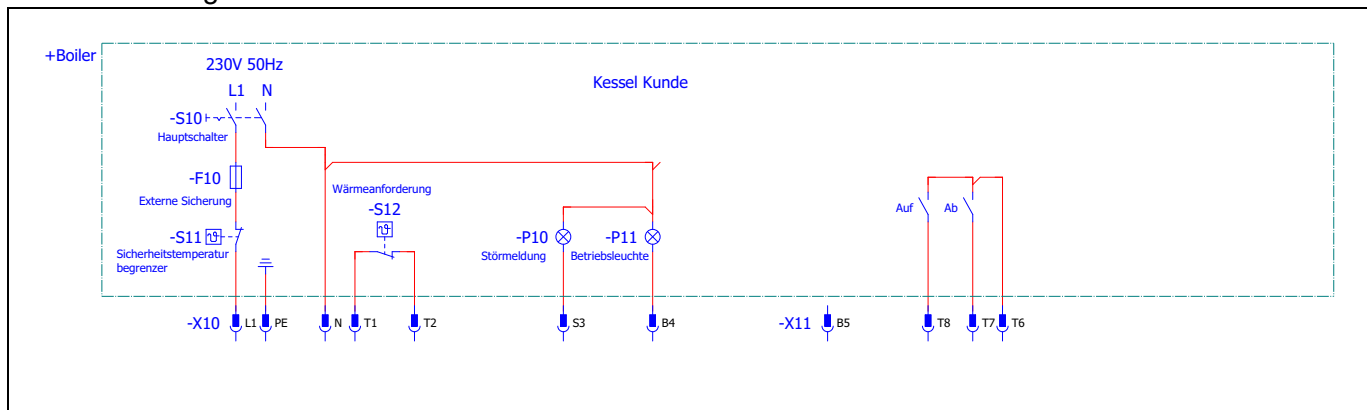 +Boiler
230V 50Hz
Kessel Kunde
L1 N
-S10
Hauptschalter
-F10
Externe Sicherung
Wärmeanforderung
-S12
ϑ
-S11 ϑ
Sicherheitstemperatur
begrenzer
-P10
Störmeldung
-P11
Betriebsleuchte
Auf
Ab
-X10 L1 PE N T1 T2 S3 B4
-X11 B5 T8 T7 T6